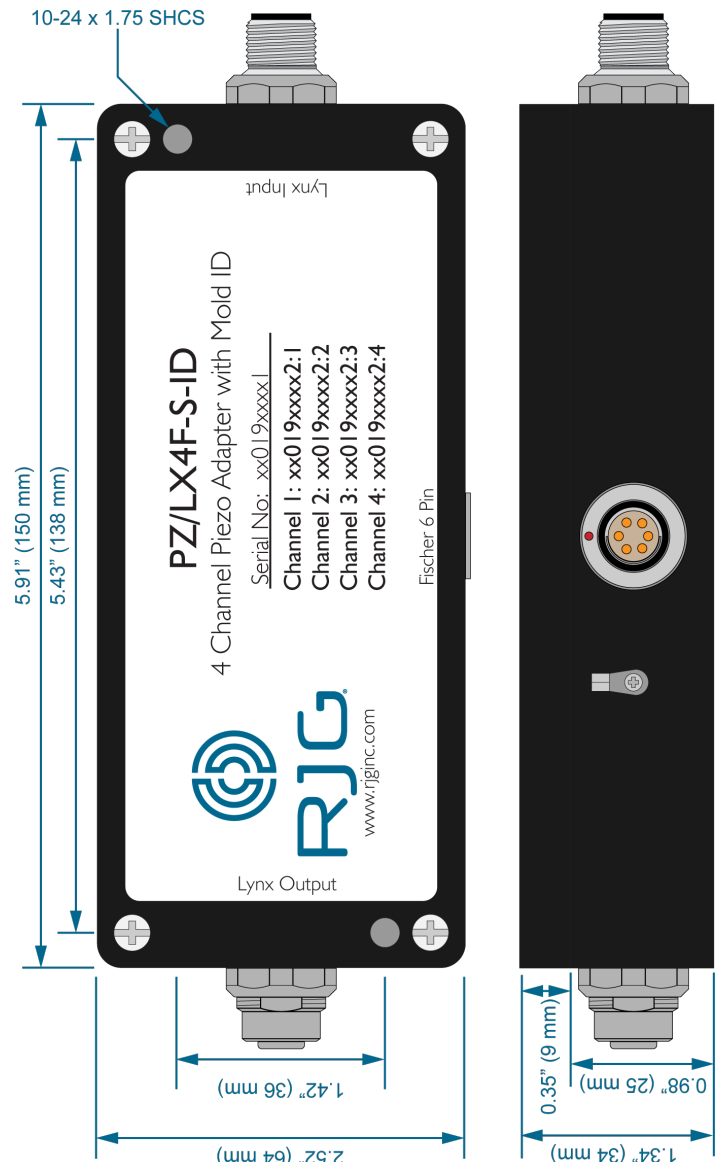 10-24 x 1.75 SHCS
5.91” (150 mm)
5.43” (138 mm)
Lynx Input
PZ/LX4F-S-ID
4 Channel Piezo Adapter with Mold ID
Serial No: xx019xxxx1
Channel 1: xx019xxxx2:1
Channel 2: xx019xxxx2:2
Channel 3: xx019xxxx2:3
Channel 4: xx019xxxx2:4
Fischer 6 Pin
RJG
www.rjginc.com
Lynx Output
1.42” (36 mm)
2.52” (64 mm)
0.35” (9 mm)
0.98” (25 mm)
1.34” (34 mm)